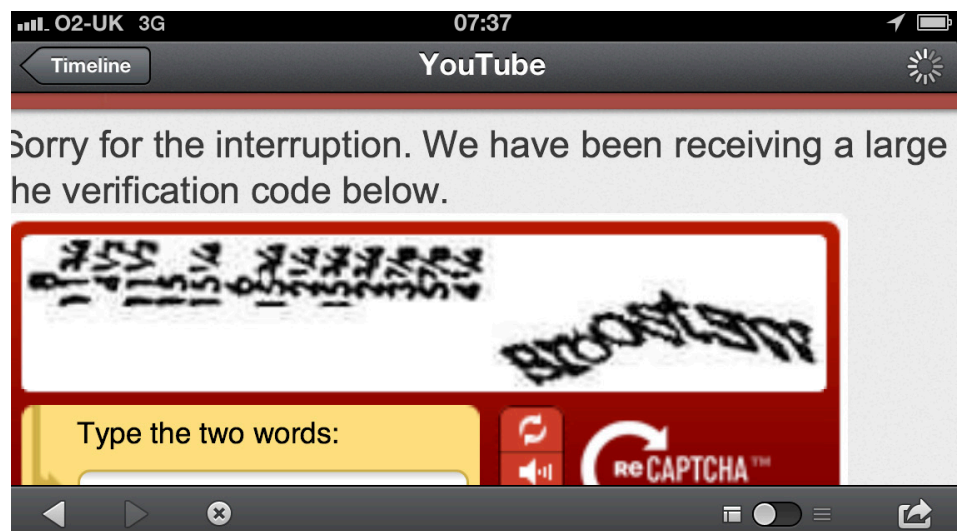 O2-UK 3G 07:37
Timeline YouTube
Sorry for the interruption. We have been receiving a large
he verification code below.
Type the two words:
reCAPTCHA™